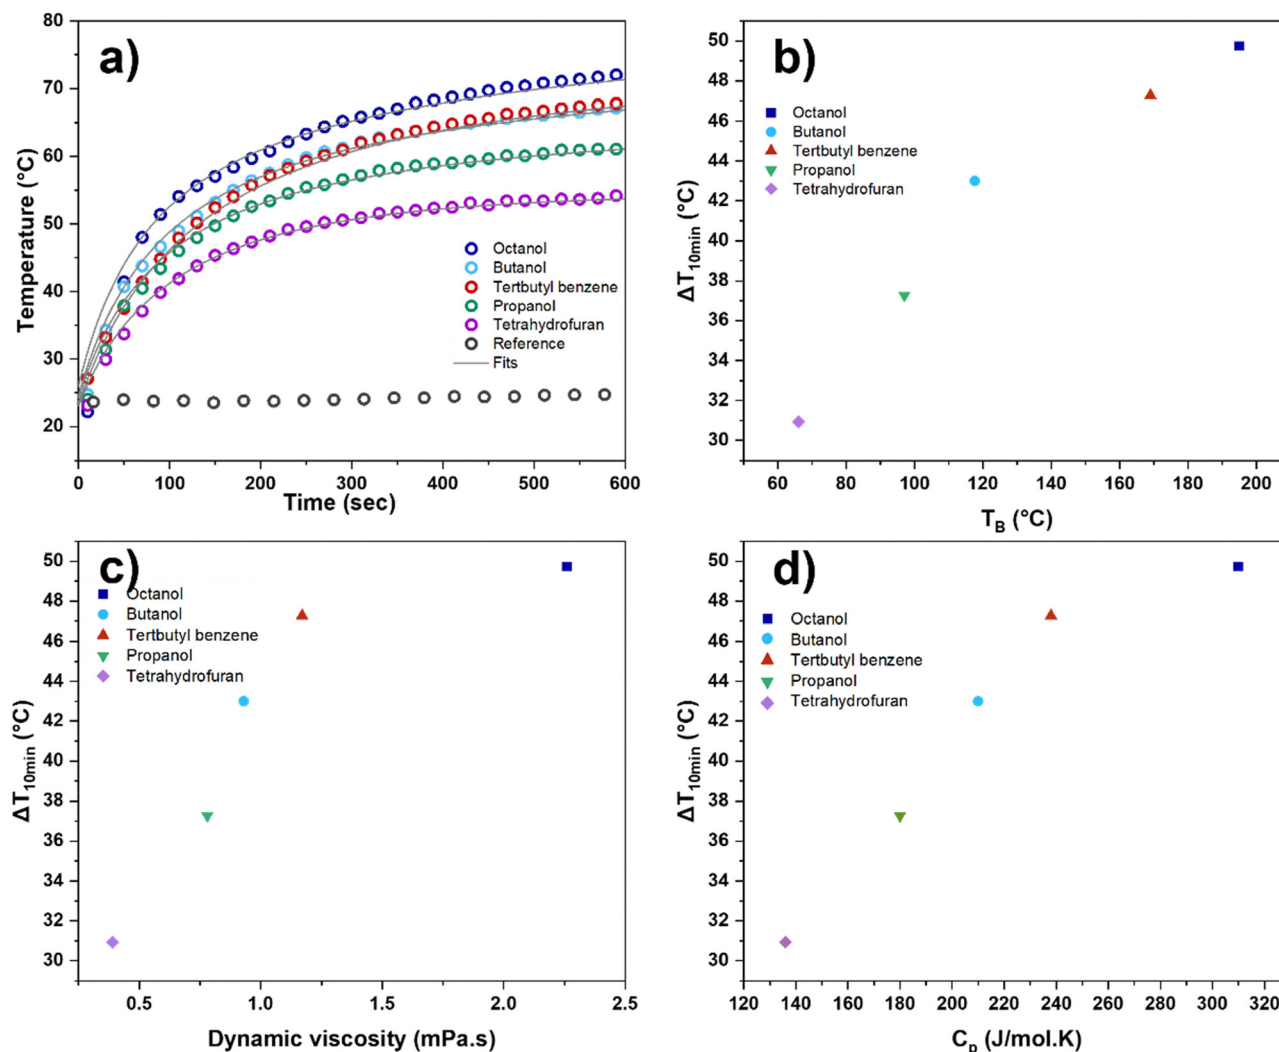 a)
80
70
60
50
40
30
20
Temperature (°C)
Octanol
Butanol
Tertbutyl benzene
Propanol
Tetrahydrofuran
Reference
Fits
0 100 200 300 400 500 600
Time (sec)
b)
50
48
46
44
42
40
38
36
34
32
30
ΔT10min (°C)
Octanol
Butanol
Tertbutyl benzene
Propanol
Tetrahydrofuran
60 80 100 120 140 160 180 200
TB (°C)
c)
50
48
46
44
42
40
38
36
34
32
30
ΔT10min (°C)
Octanol
Butanol
Tertbutyl benzene
Propanol
Tetrahydrofuran
0.5 1.0 1.5 2.0 2.5
Dynamic viscosity (mPa.s)
d)
50
48
46
44
42
40
38
36
34
32
30
ΔT10min (°C)
Octanol
Butanol
Tertbutyl benzene
Propanol
Tetrahydrofuran
120 140 160 180 200 220 240 260 280 300 320
Cp (J/mol.K)